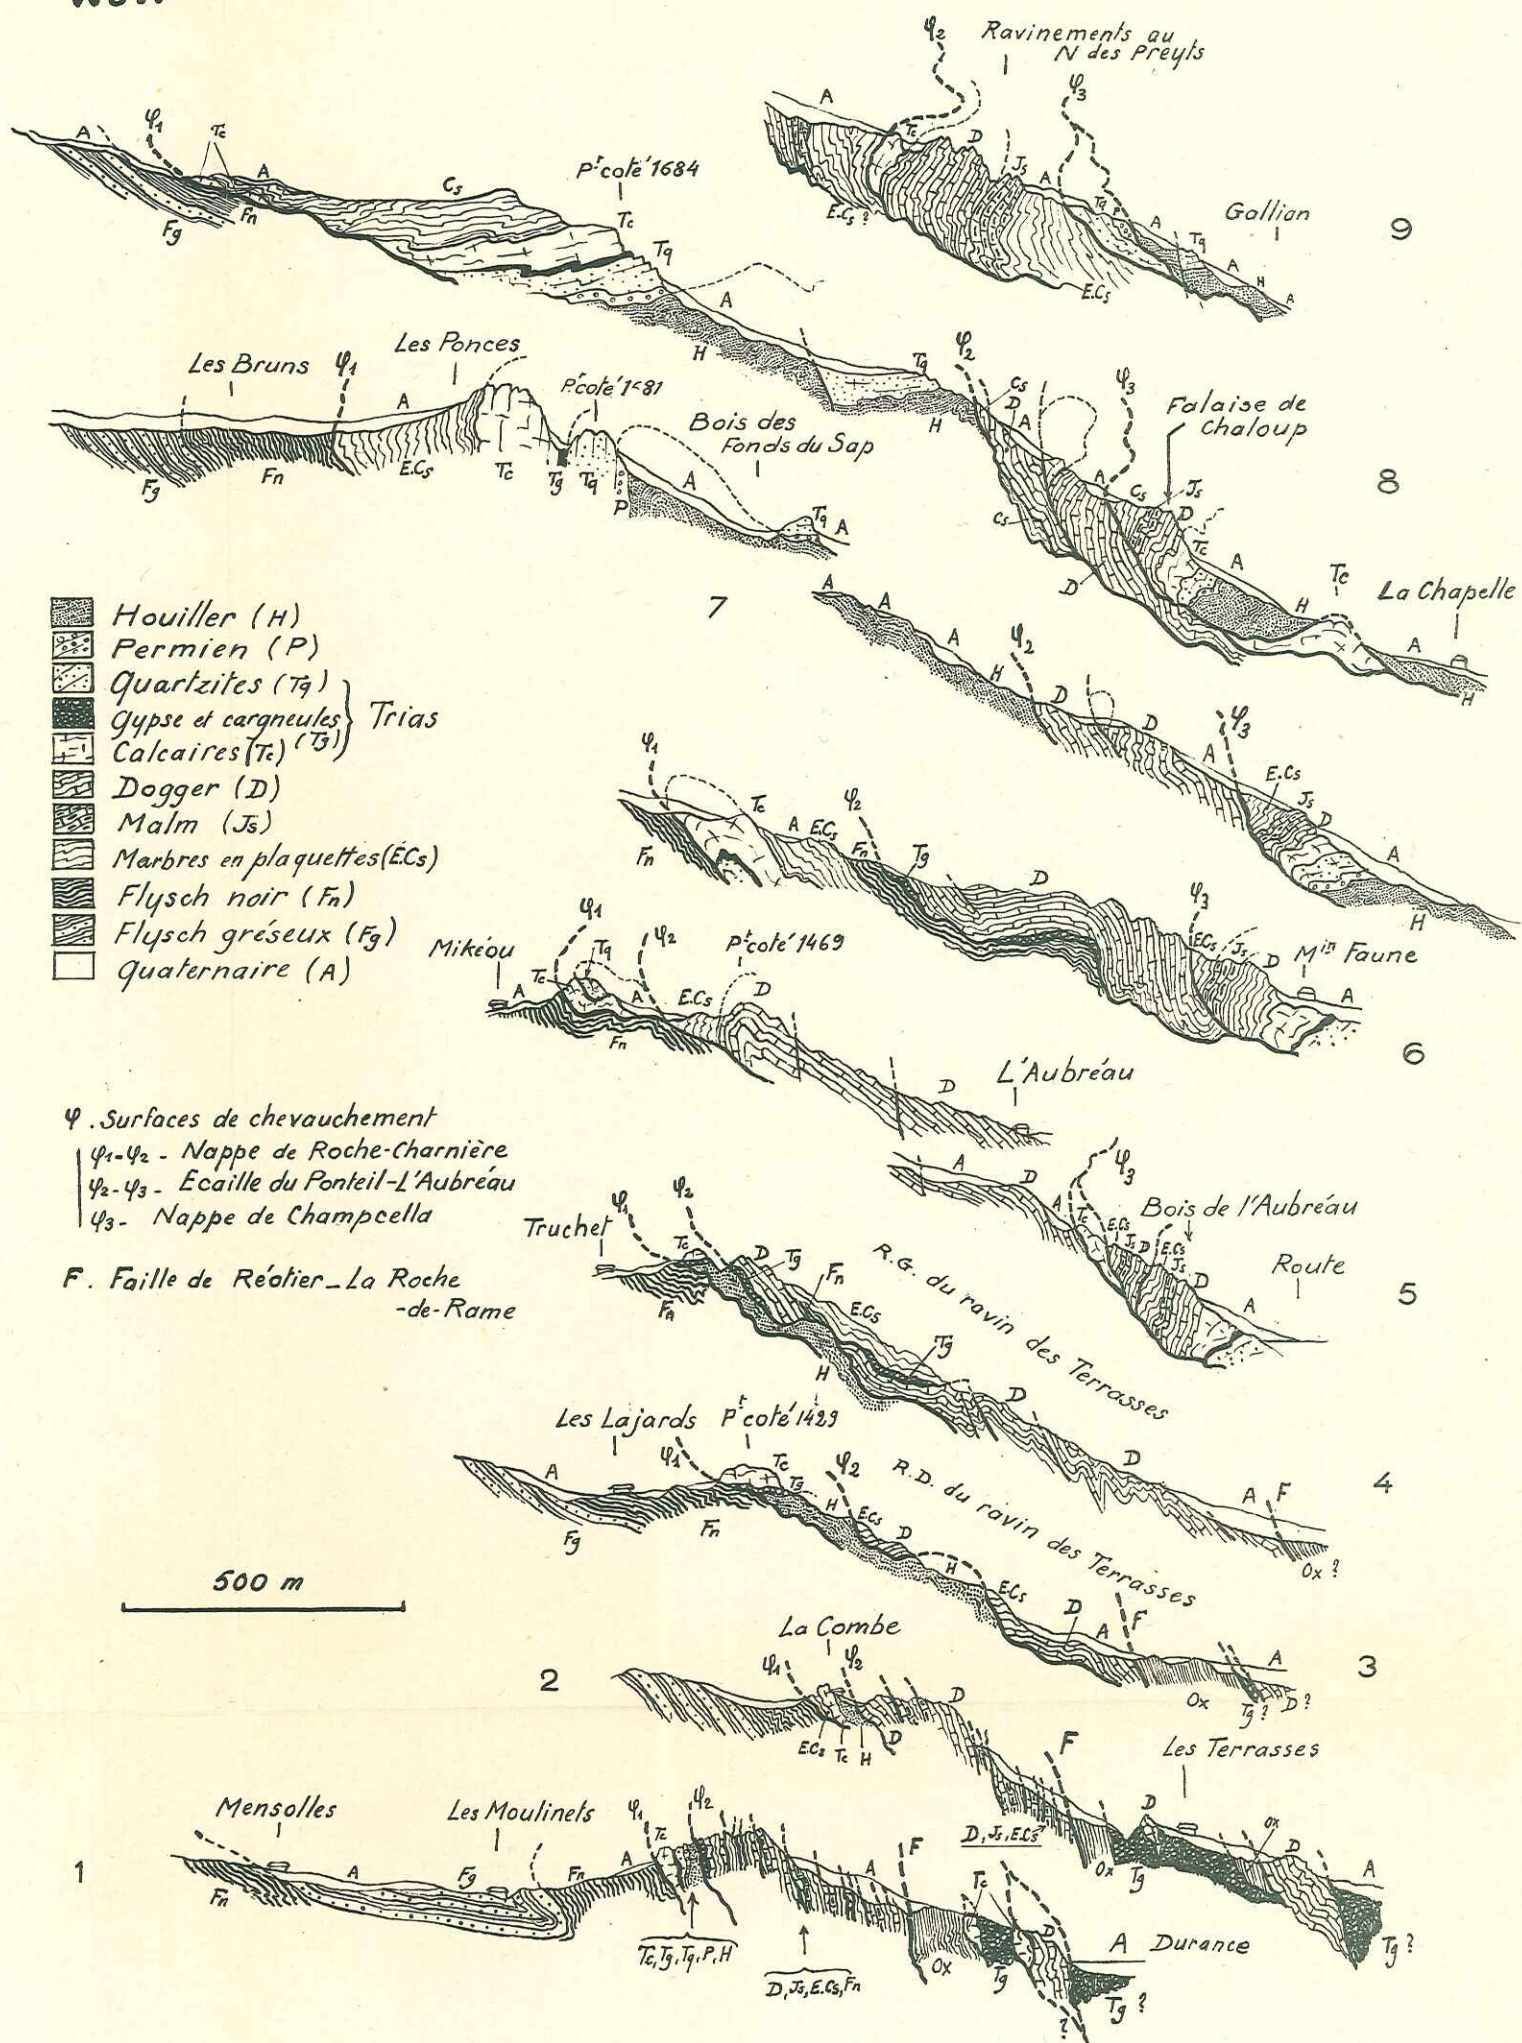 φ2 Ravinements au
N des Preyts
φ3
A
Tc D Js A
Tq P A Tq A H A
E.Cs ?
E.Cs
Gallian
9
A φ1 Tc A Cs Pt coté 1684
Tc
Tq
Fg Fn
A
H
Tq φ2 Cs D A
H
φ3
Falaise de
Chaloup
A Cs Js D
Tc A
Cs
D
H Tc
La Chapelle
A
H
8
Les Bruns φ1 Les Ponces
A
Fg Fn E.Cs Tc Tg Tq P
Bois des
Fonds du Sap
A
Tq A
7
A A A H φ2 D D A φ3
E.Cs
Js
D
A
H
Houiller (H)
Permien (P)
Quartzites (Tq)
Gypse et cargneules (Tg)
Calcaires (Tc)
Trias
Dogger (D)
Malm (Js)
Marbres en plaquettes (E.Cs)
Flysch noir (Fn)
Flysch gréseux (Fg)
Quaternaire (A)
φ1
Tc A E.Cs φ2 Fn Tg D
Fn
φ3
E.Cs Js D
Min Faune
A
6
Mikéou
φ1 Tq φ2 Pt coté 1469
A Tc A E.Cs D
Fn
D
L'Aubréau
φ . Surfaces de chevauchement
φ1-φ2 - Nappe de Roche-Charnière
φ2-φ3 - Ecaille du Ponteil-L'Aubréau
φ3 - Nappe de Champcella
F. Faille de Réotier_La Roche
-de-Rame
A D φ3
A Tc E.Cs Js D E.Cs Js D
Bois de l'Aubréau
Route
A
5
Truchet
φ1 φ2
Tc D Tg Fn
E.Cs
H
Tg
D
D
R.G. du ravin des Terrasses
A F
Ox ?
4
Les Lajards Pt coté 1429
φ1
A Tc Tg φ2
Fg Fn
H E.Cs D
H
E.Cs
D A F
R.D. du ravin des Terrasses
A
Ox Tg ? D ?
3
500 m
2
La Combe
φ1 φ2
D
E.Cs Tc H D
F
Les Terrasses
D, Js, E.Cs
Ox
Tg
D
Ox D
A
Tg ?
1
Mensolles
Les Moulinets
Fn
A
Fg Fn A
φ1 Tc φ2
Tc, Tg, Tq, P, H
D, Js, E.Cs, Fn
A F
Ox
Tc
Tg
D
A Durance
Tg ?
?